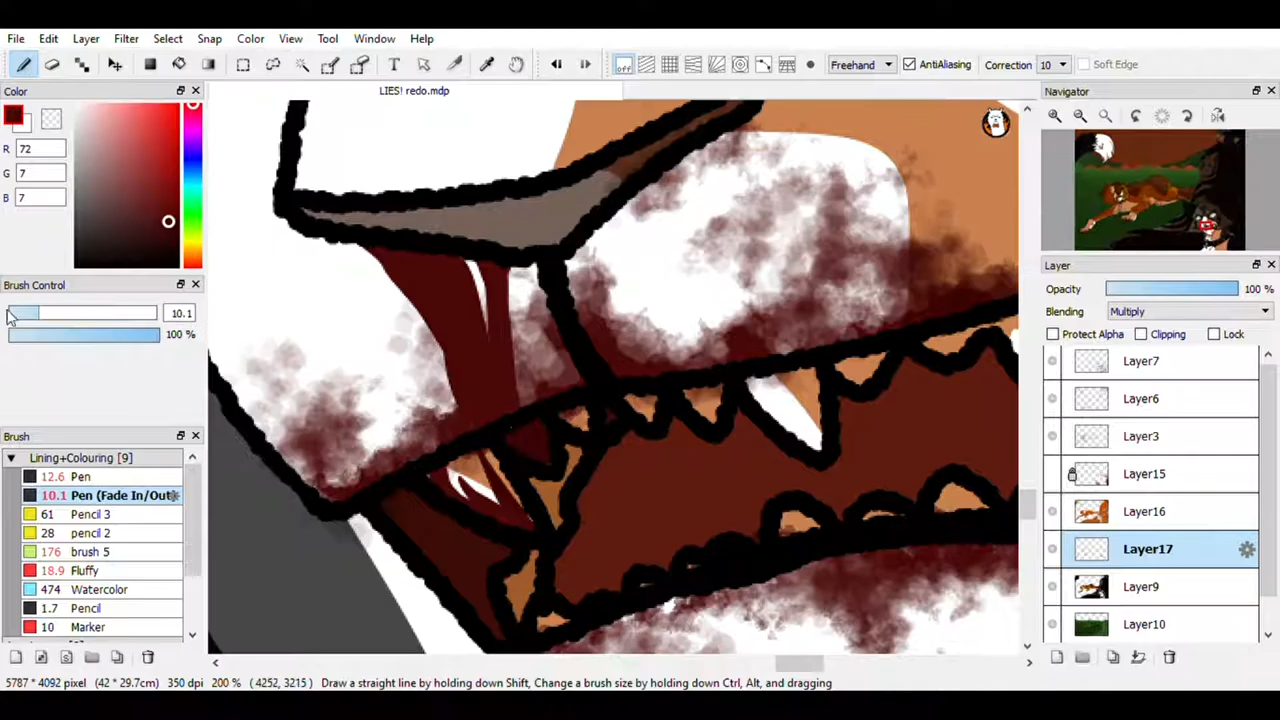 File Edit Layer Filter Select Snap Color View Tool Window Help
off Freehand AntiAliasing Correction 10 Soft Edge
Color
LIES! redo.mdp
Navigator
R 72
G 7
B 7
Brush Control
10.1
100 %
Layer
Opacity 100 %
Blending Multiply
Protect Alpha Clipping Lock
Layer7
Layer6
Layer3
Layer15
Layer16
Layer17
Layer9
Layer10
Brush
Lining+Colouring [9]
12.6 Pen
10.1 Pen (Fade In/Out
61 Pencil 3
28 pencil 2
176 brush 5
18.9 Fluffy
474 Watercolor
1.7 Pencil
10 Marker
5787 * 4092 pixel (42 * 29.7cm) 350 dpi 200 % (4252, 3215) Draw a straight line by holding down Shift, Change a brush size by holding down Ctrl, Alt, and dragging